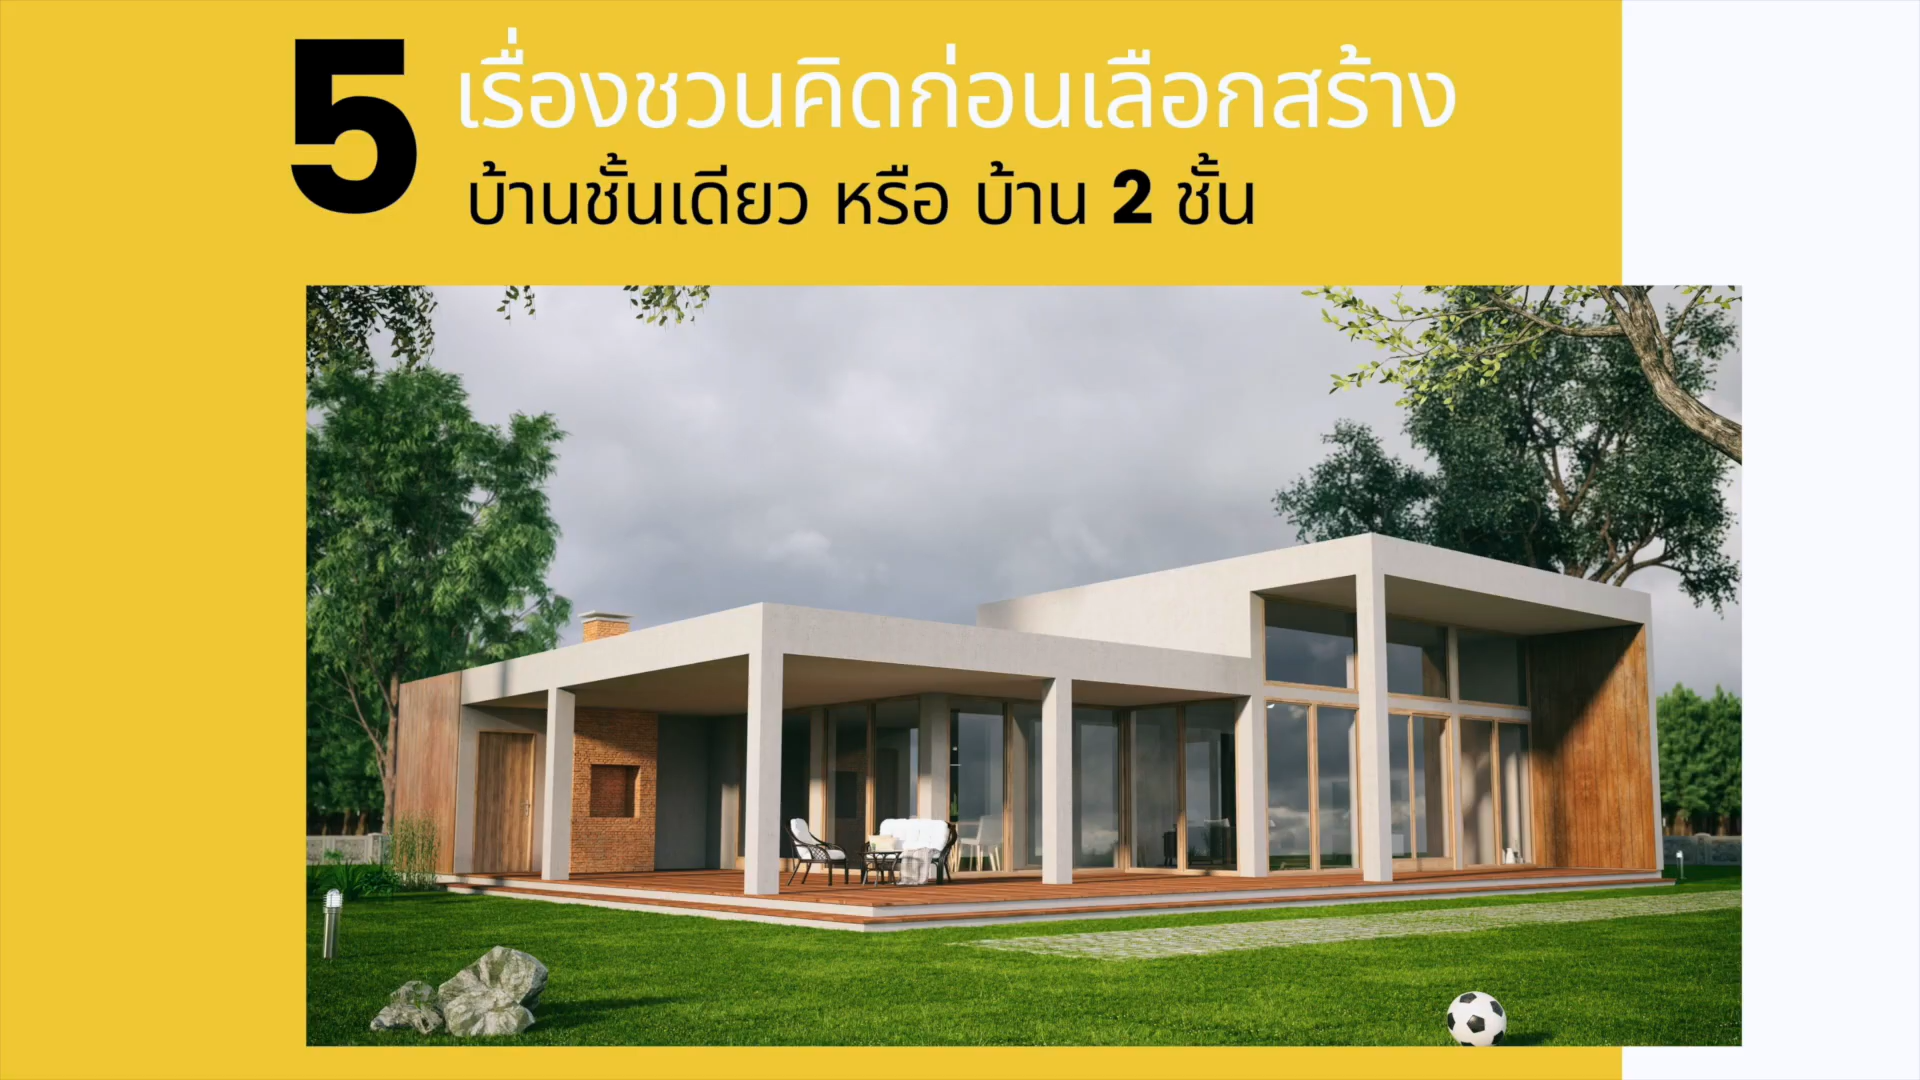 5 เรื่องชวนคิดก่อนเลือกสร้าง
บ้านชั้นเดียว หรือ บ้าน 2 ชั้น